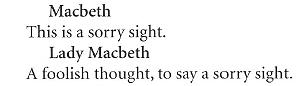 Macbeth
This is a sorry sight.
Lady Macbeth
A foolish thought, to say a sorry sight.